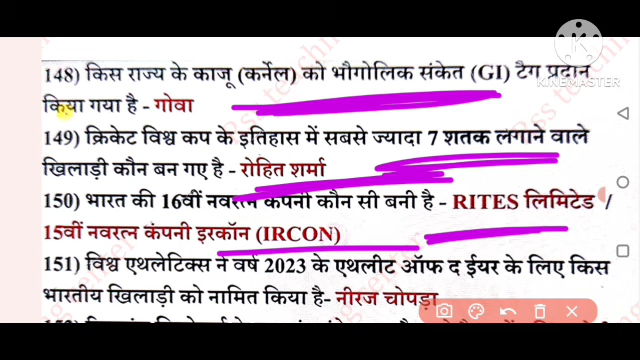 KINEMASTER
148) किस राज्य के काजू (कर्नेल) को भौगोलिक संकेत (GI) टैग प्रदान
किया गया है - गोवा
149) क्रिकेट विश्व कप के इतिहास में सबसे ज्यादा 7 शतक लगाने वाले
खिलाड़ी कौन बन गए है - रोहित शर्मा
150) भारत की 16वीं नवरत्न कंपनी कौन सी बनी है - RITES लिमिटेड /
15वीं नवरत्न कंपनी इरकॉन (IRCON)
151) विश्व एथलेटिक्स ने वर्ष 2023 के एथलीट ऑफ द ईयर के लिए किस
भारतीय खिलाड़ी को नामित किया है- नीरज चोपड़ा